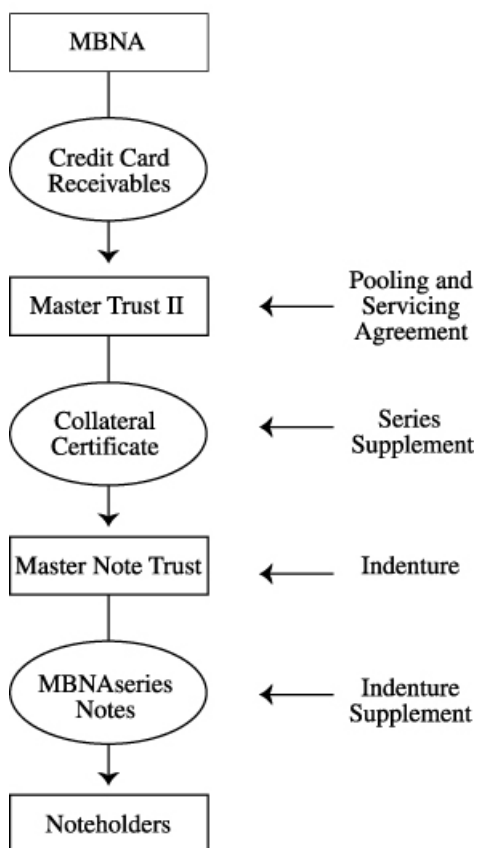 MBNA
Credit Card
Receivables
Master Trust II
Pooling and
Servicing
Agreement
Collateral
Certificate
Series
Supplement
Master Note Trust
Indenture
MBNAseries
Notes
Indenture
Supplement
Noteholders